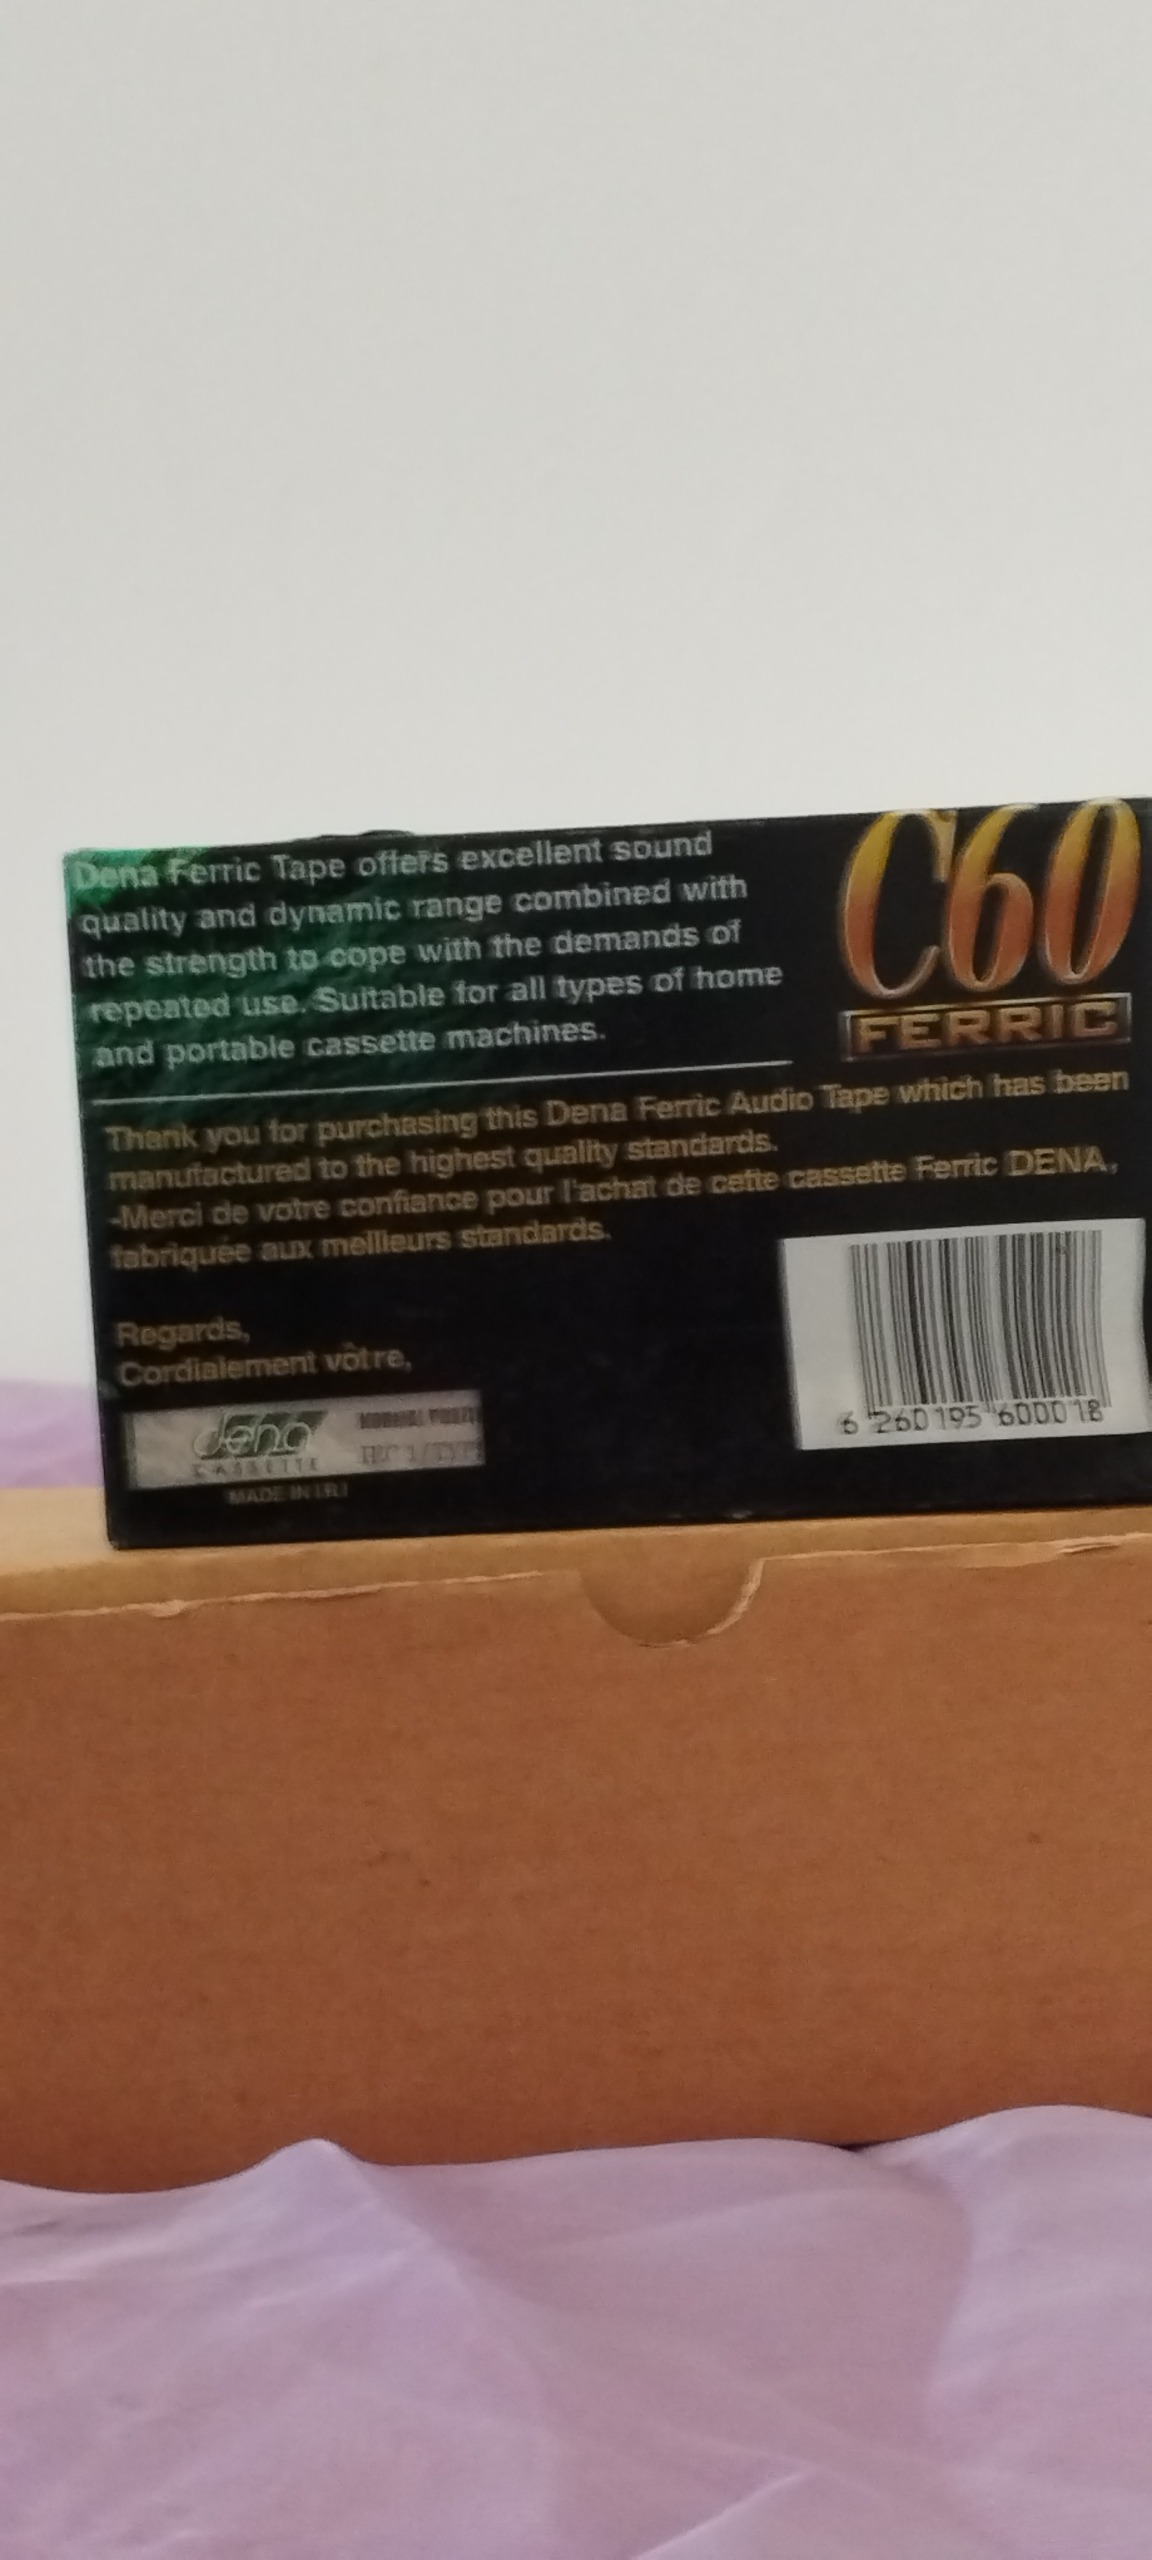 Dena Ferric Tape offers excellent sound
quality and dynamic range combined with
the strength to cope with the demands of
repeated use. Suitable for all types of home
and portable cassette machines.
C60
FERRIC
Thank you for purchasing this Dena Ferric Audio Tape which has been
manufactured to the highest quality standards.
-Merci de votre confiance pour l'achat de cette cassette Ferric DENA,
fabriquée aux meilleurs standards.
Regards,
Cordialement vôtre,
dena
CASSETTE
MADE IN I.R.I
6 260195 600018